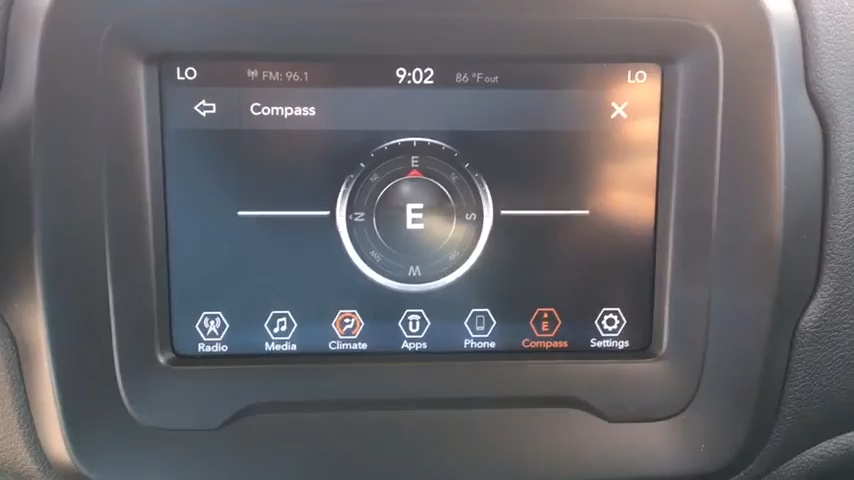 LO FM: 96.1 9:02 86 °F out LO
Compass
E
NE SE
N E S
NW SW
W
Radio Media Climate Apps Phone Compass Settings